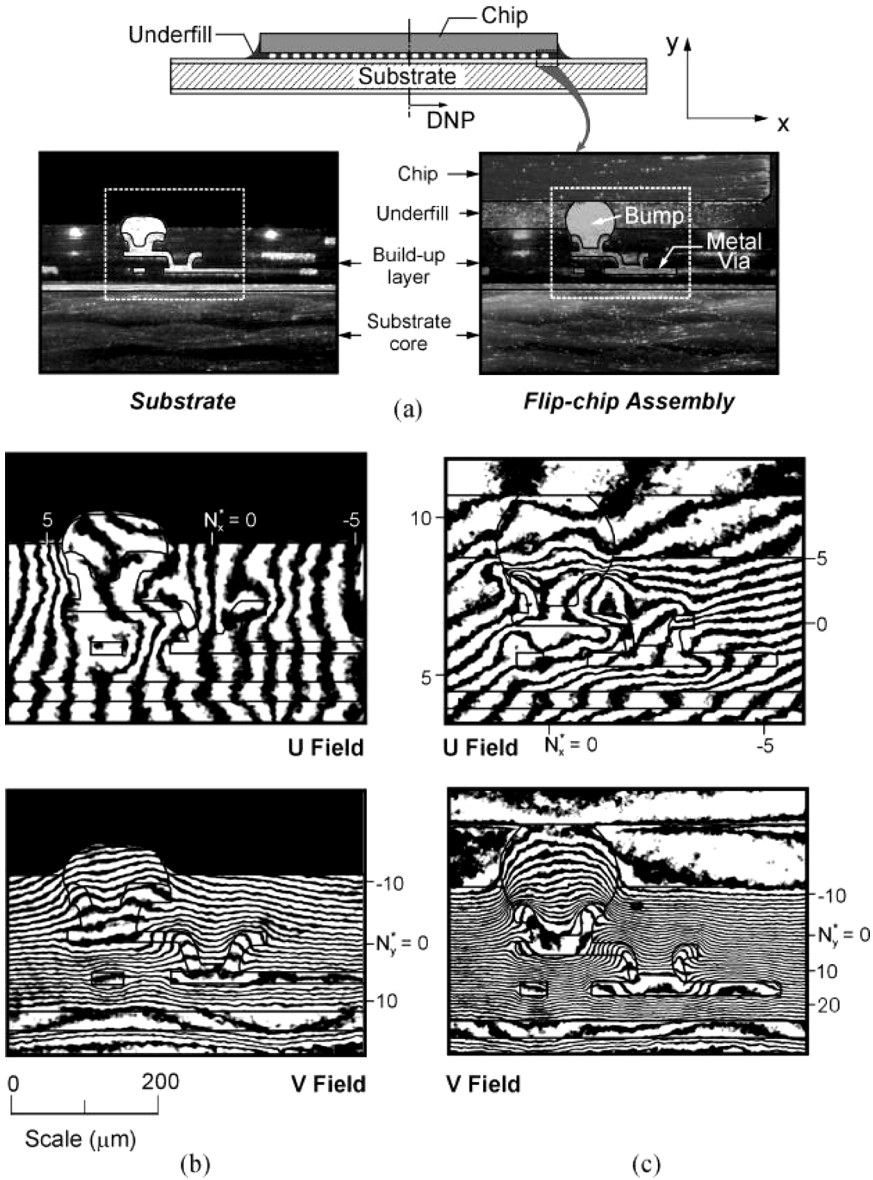 Chip
Underfill
Substrate
DNP
y
x
Chip
Underfill
Bump
Metal
Via
Build-up
layer
Substrate
core
Substrate
Flip-chip Assembly
(a)
5
N*x = 0
-5
10
5
0
5
U Field
U Field
N*x = 0
-5
-10
N*y = 0
10
-10
N*y = 0
10
20
V Field
V Field
0
200
Scale (μm)
(b)
(c)